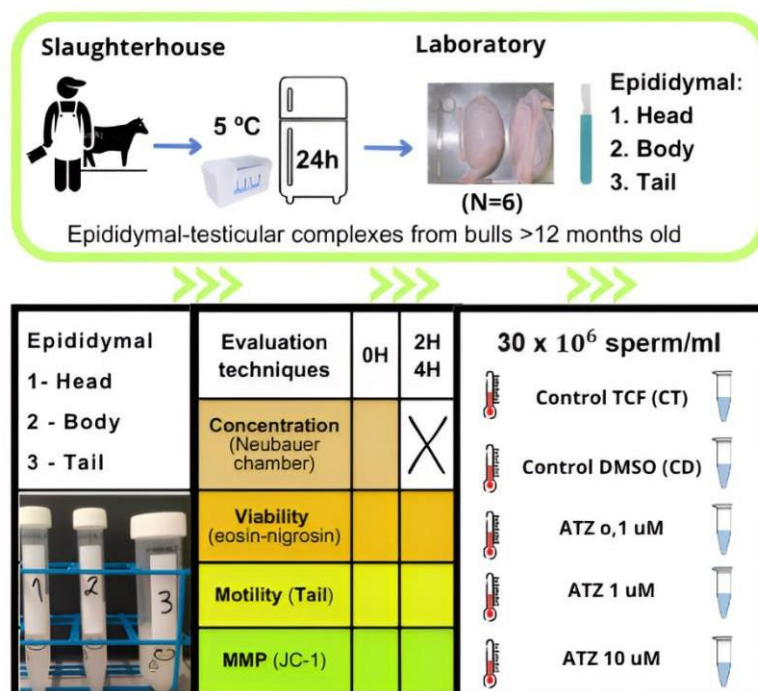 Slaughterhouse
Laboratory
5 ºC
24h
(N=6)
Epididymal:
1. Head
2. Body
3. Tail
Epididymal-testicular complexes from bulls >12 months old
Epididymal
1- Head
2 - Body
3 - Tail
1
2
3
Evaluation
techniques
0H
2H
4H
Concentration
(Neubauer
chamber)
Viability
(eosin-nigrosin)
Motility (Tail)
MMP (JC-1)
30 x 10⁶ sperm/ml
Control TCF (CT)
Control DMSO (CD)
ATZ o,1 uM
ATZ 1 uM
ATZ 10 uM